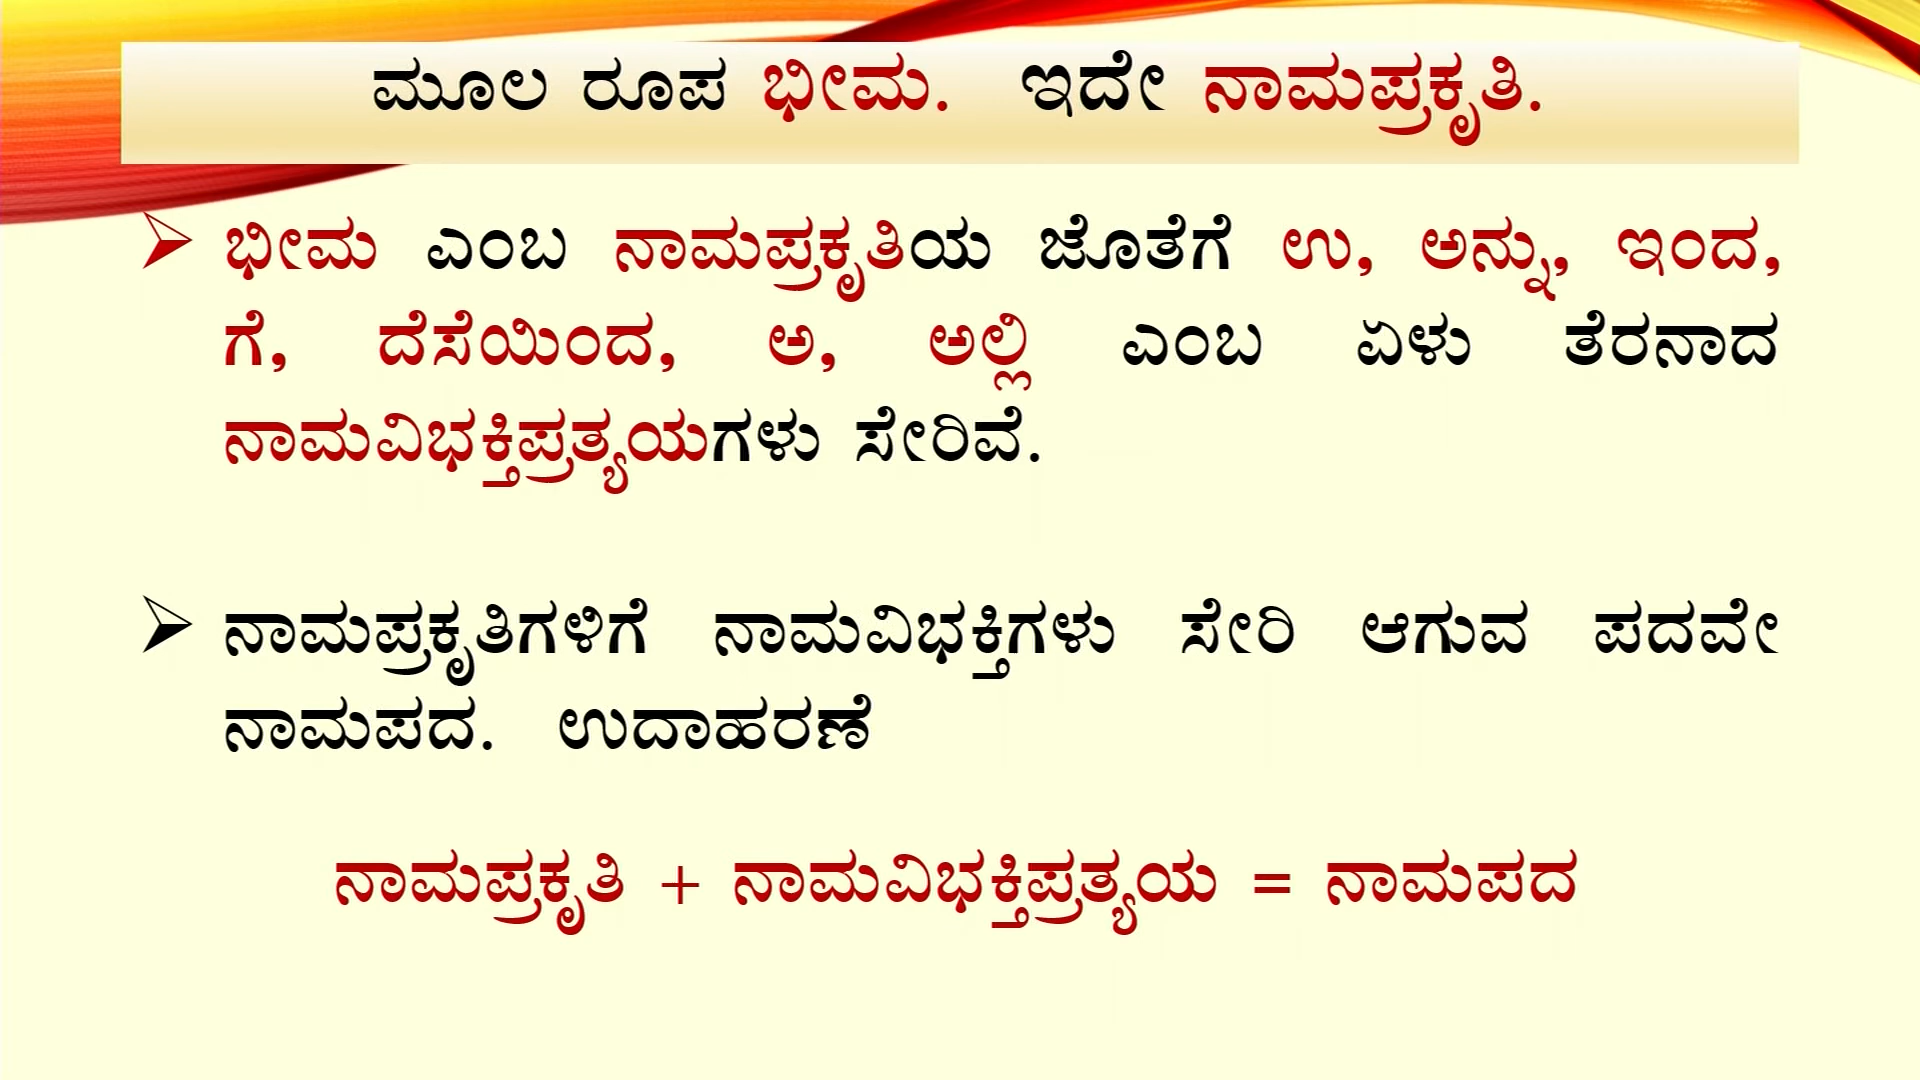 ಮೂಲ ರೂಪ ಭೀಮ. ಇದೇ ನಾಮಪ್ರಕೃತಿ.
ಭೀಮ ಎಂಬ ನಾಮಪ್ರಕೃತಿಯ ಜೊತೆಗೆ ಉ, ಅನ್ನು, ಇಂದ,
ಗೆ, ದೆಸೆಯಿಂದ, ಅ, ಅಲ್ಲಿ ಎಂಬ ಏಳು ತೆರನಾದ
ನಾಮವಿಭಕ್ತಿಪ್ರತ್ಯಯಗಳು ಸೇರಿವೆ.
ನಾಮಪ್ರಕೃತಿಗಳಿಗೆ ನಾಮವಿಭಕ್ತಿಗಳು ಸೇರಿ ಆಗುವ ಪದವೇ
ನಾಮಪದ. ಉದಾಹರಣೆ
ನಾಮಪ್ರಕೃತಿ + ನಾಮವಿಭಕ್ತಿಪ್ರತ್ಯಯ = ನಾಮಪದ